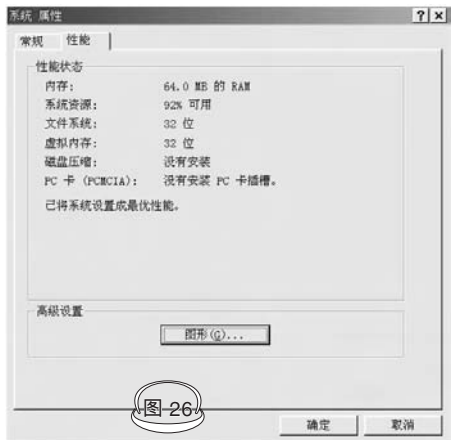 系统 属性
常规 性能
性能状态
内存: 64.0 MB 的 RAM
系统资源: 92% 可用
文件系统: 32 位
虚拟内存: 32 位
磁盘压缩: 没有安装
PC 卡 (PCMCIA): 没有安装 PC 卡插槽。
已将系统设置成最优性能。
高级设置
图形(G)...
图 26
确定 取消